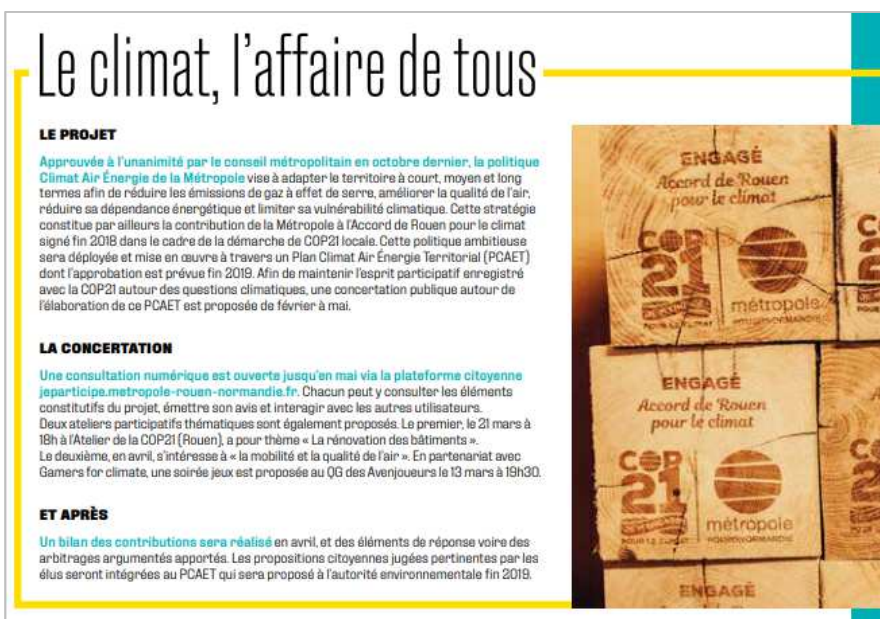 Le climat, l'affaire de tous
LE PROJET
Approuvée à l'unanimité par le conseil métropolitain en octobre dernier, la politique
Climat Air Énergie de la Métropole vise à adapter le territoire à court, moyen et long
termes afin de réduire les émissions de gaz à effet de serre, améliorer la qualité de l'air,
réduire sa dépendance énergétique et limiter sa vulnérabilité climatique. Cette stratégie
constitue par ailleurs la contribution de la Métropole à l'Accord de Rouen pour le climat
signé fin 2018 dans le cadre de la démarche de COP21 locale. Cette politique ambitieuse
sera déployée et mise en œuvre à travers un Plan Climat Air Énergie Territorial (PCAET)
dont l'approbation est prévue fin 2019. Afin de maintenir l'esprit participatif enregistré
avec la COP21 autour des questions climatiques, une concertation publique autour de
l'élaboration de ce PCAET est proposée de février à mai.
LA CONCERTATION
Une consultation numérique est ouverte jusqu'en mai via la plateforme citoyenne
jeparticipe.metropole-rouen-normandie.fr. Chacun peut y consulter les éléments
constitutifs du projet, émettre son avis et interagir avec les autres utilisateurs.
Deux ateliers participatifs thématiques sont également proposés. Le premier, le 21 mars à
18h à l'Atelier de la COP21 (Rouen), a pour thème « La rénovation des bâtiments ».
Le deuxième, en avril, s'intéresse à « la mobilité et la qualité de l'air ». En partenariat avec
Gamers for climate, une soirée jeux est proposée au QG des Avenjoueurs le 13 mars à 19h30.
ET APRÈS
Un bilan des contributions sera réalisé en avril, et des éléments de réponse voire des
arbitrages argumentés apportés. Les propositions citoyennes jugées pertinentes par les
élus seront intégrées au PCAET qui sera proposé à l'autorité environnementale fin 2019.
ENGAGÉ
Accord de Rouen
pour le climat
COP
21
métropole
POUR LE CLIMAT
ROUENNORMANDIE
ENGAGÉ
Accord de Rouen
pour le climat
COP
21
métropole
POUR LE CLIMAT
ROUENNORMANDIE
ENGAGÉ